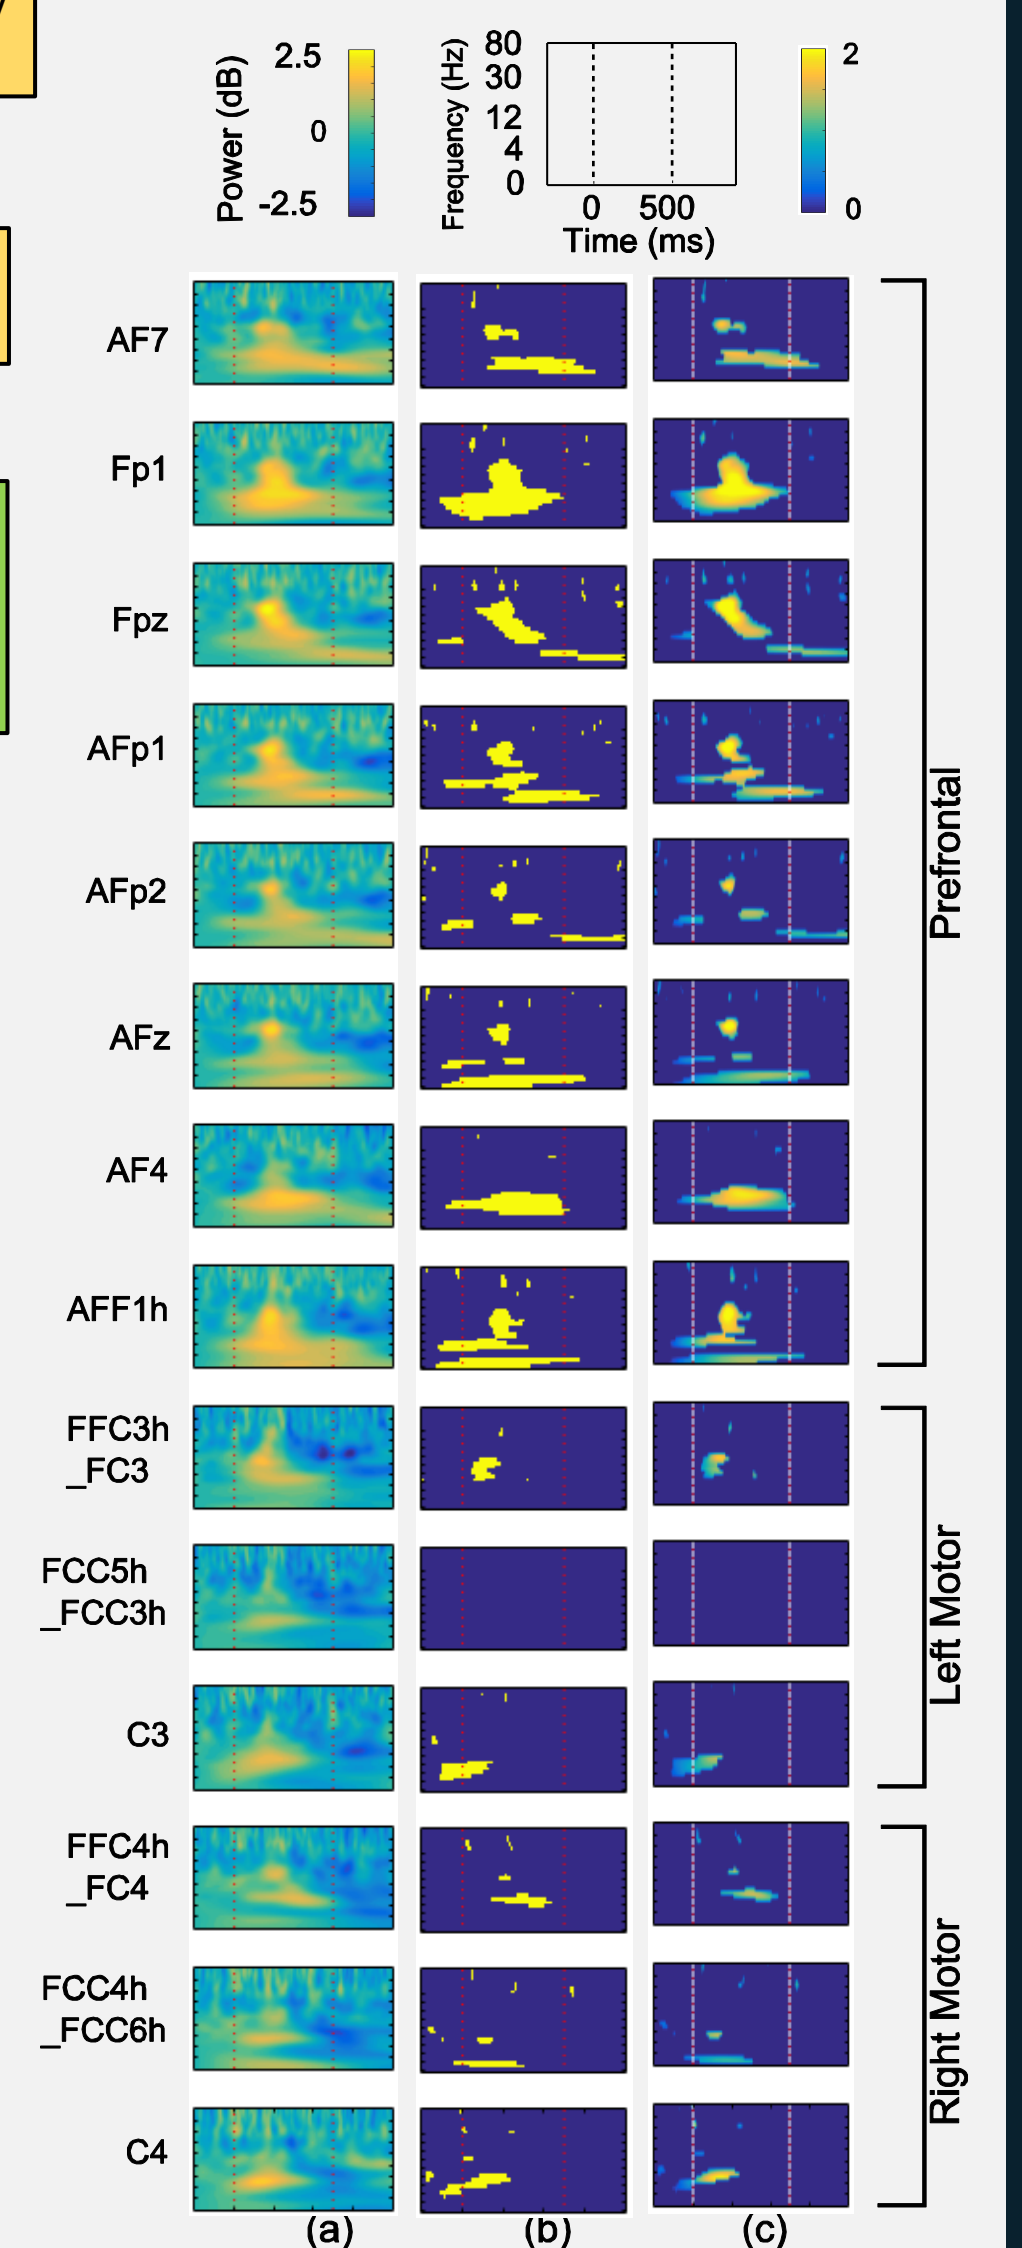 2.5
0
-2.5
Power (dB)
80
30
12
4
0
Frequency (Hz)
0 500
Time (ms)
2
0
AF7
Fp1
Fpz
AFp1
AFp2
AFz
AF4
AFF1h
Prefrontal
FFC3h
_FC3
FCC5h
_FCC3h
C3
Left Motor
FFC4h
_FC4
FCC4h
_FCC6h
C4
Right Motor
(a) (b) (c)